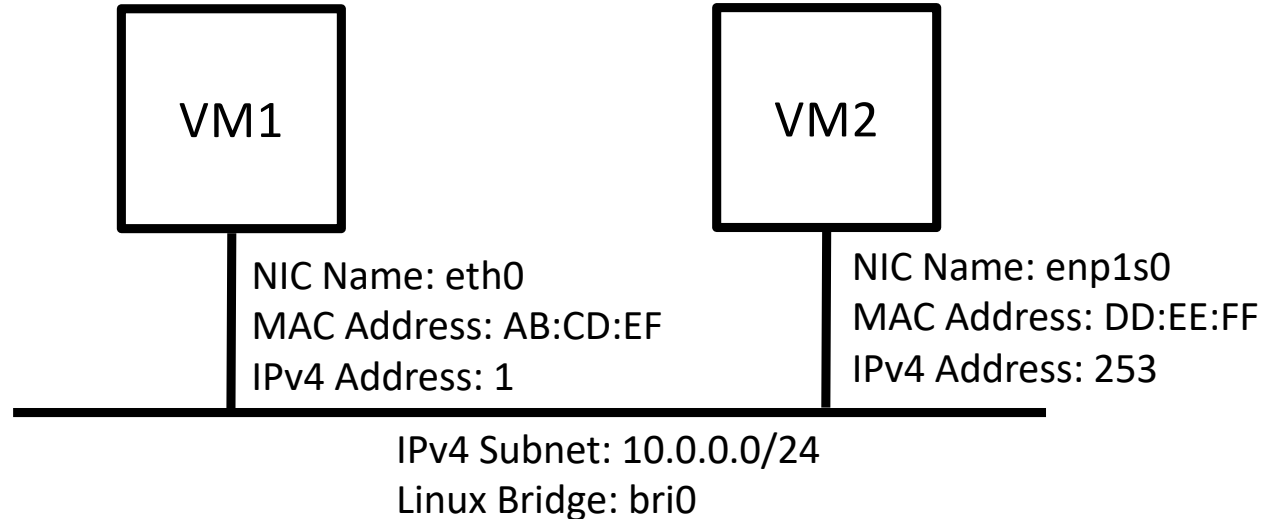 VM1
VM2
NIC Name: eth0
MAC Address: AB:CD:EF
IPv4 Address: 1
NIC Name: enp1s0
MAC Address: DD:EE:FF
IPv4 Address: 253
IPv4 Subnet: 10.0.0.0/24
Linux Bridge: bri0